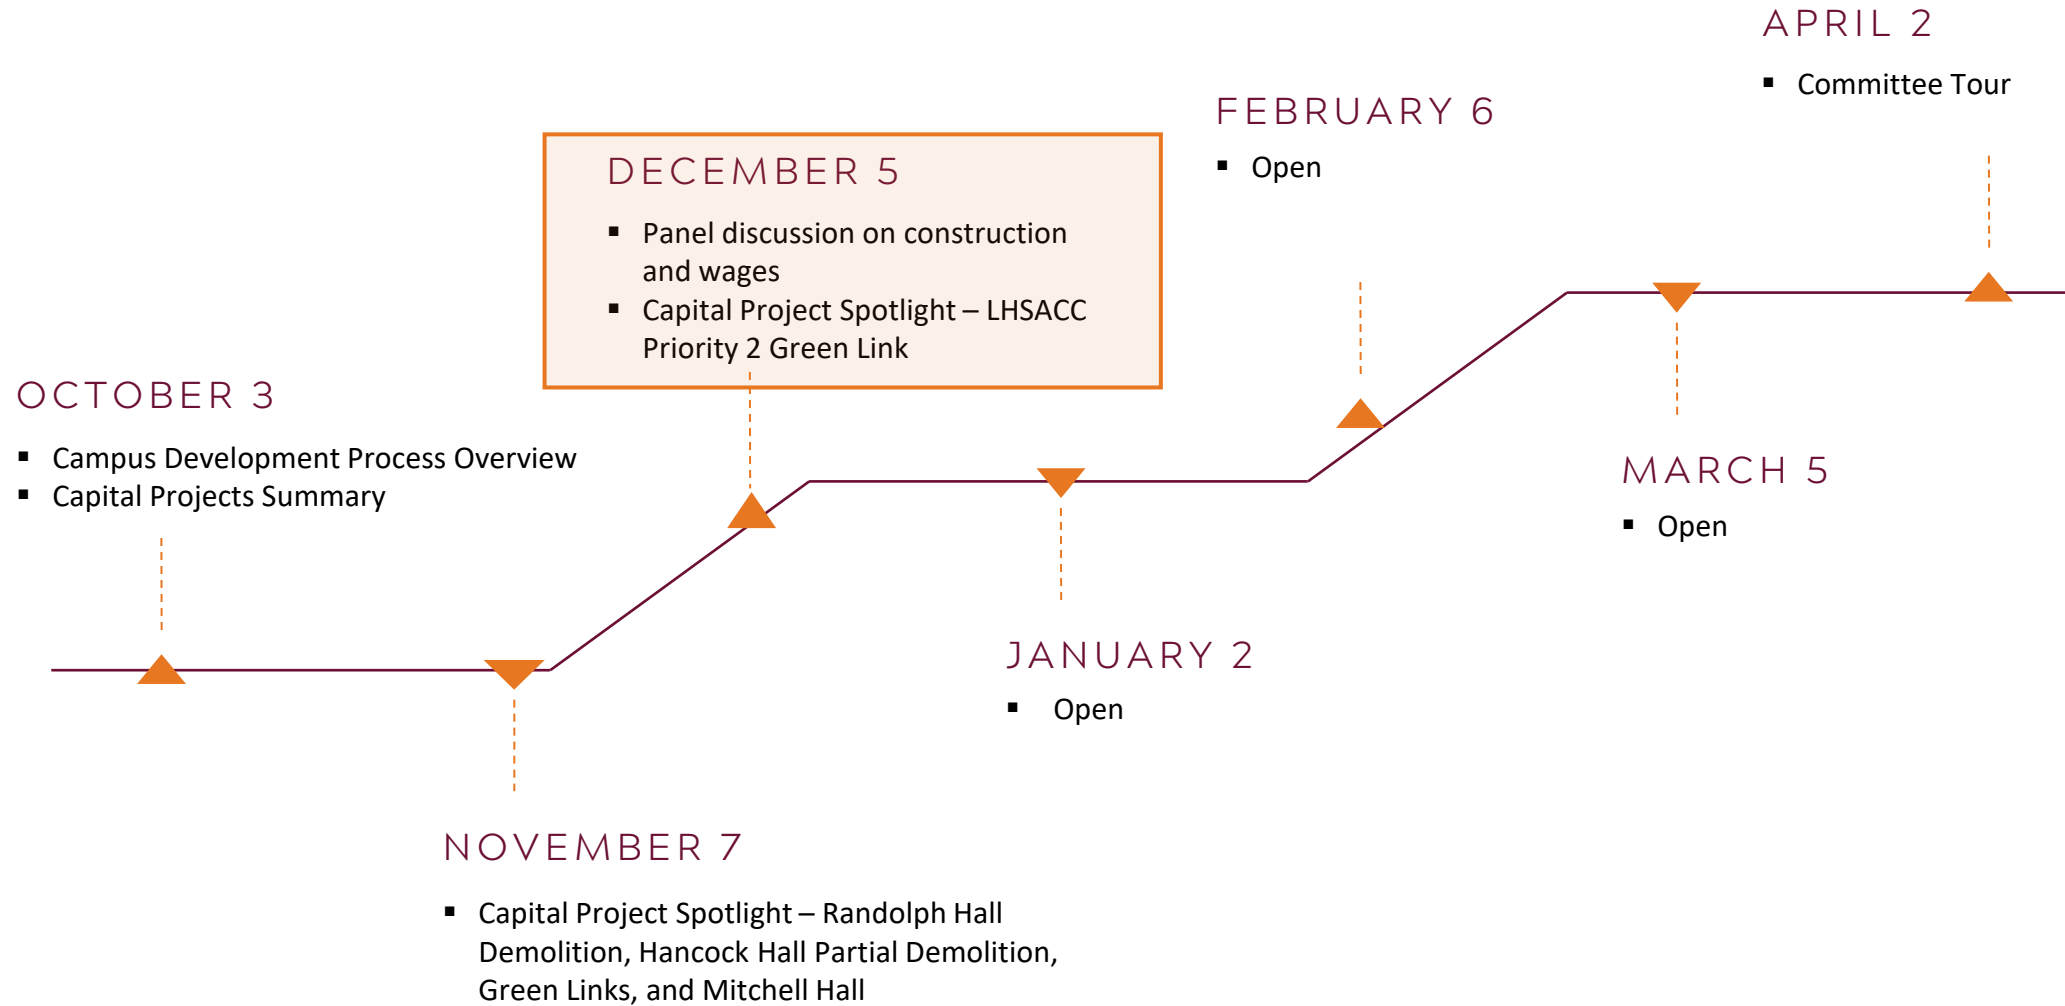 OCTOBER 3
▪ Campus Development Process Overview
▪ Capital Projects Summary
NOVEMBER 7
▪ Capital Project Spotlight – Randolph Hall
Demolition, Hancock Hall Partial Demolition,
Green Links, and Mitchell Hall
DECEMBER 5
▪ Panel discussion on construction
and wages
▪ Capital Project Spotlight – LHSACC
Priority 2 Green Link
JANUARY 2
▪ Open
FEBRUARY 6
▪ Open
MARCH 5
▪ Open
APRIL 2
▪ Committee Tour